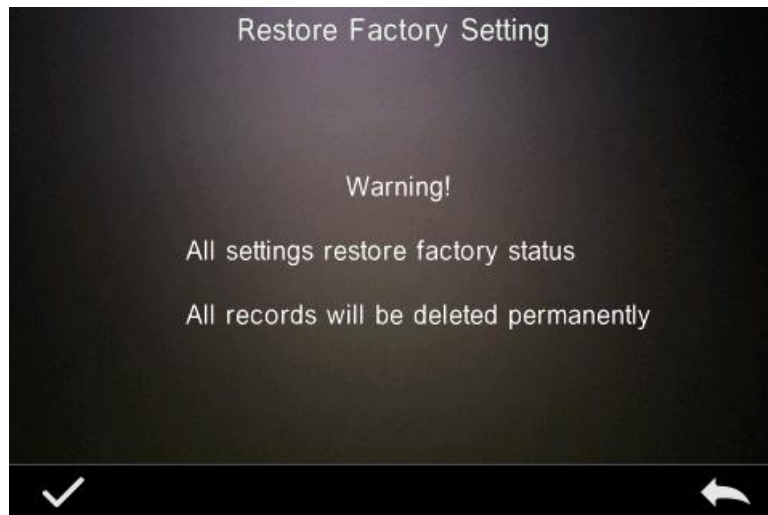 Restore Factory Setting
Warning!
All settings restore factory status
All records will be deleted permanently